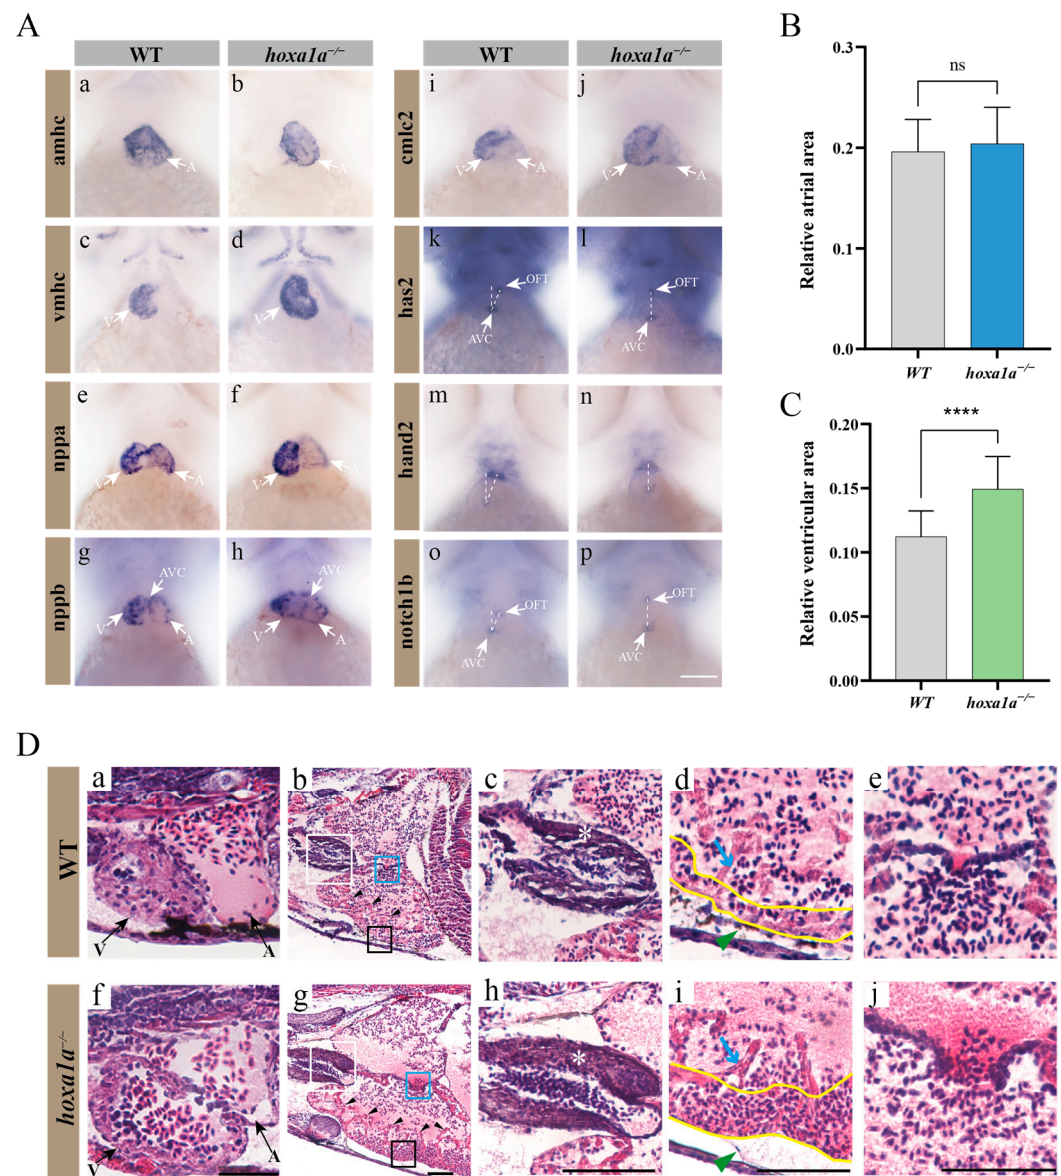 A
WT
hoxa1a−/−
WT
hoxa1a−/−
amhc
a
A
b
A
cmlc2
i
V
A
j
V
A
vmhc
c
V
d
V
has2
k
OFT
AVC
l
OFT
AVC
nppa
e
V
A
f
V
A
hand2
m
n
nppb
g
AVC
V
A
h
AVC
V
A
notch1b
o
OFT
AVC
p
OFT
AVC
B
Relative atrial area
0.3
0.2
0.1
0.0
ns
WT
hoxa1a−/−
C
Relative ventricular area
0.20
0.15
0.10
0.05
0.00
****
WT
hoxa1a−/−
D
WT
a
V
A
b
c
*
d
e
hoxa1a−/−
f
V
A
g
h
*
i
j